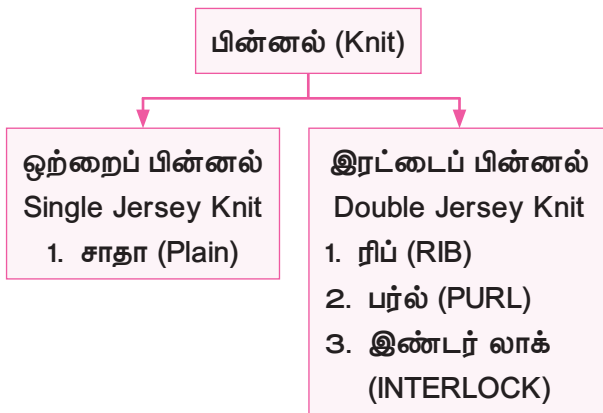 பின்னல் (Knit)
ஒற்றைப் பின்னல்
Single Jersey Knit
1. சாதா (Plain)
இரட்டைப் பின்னல்
Double Jersey Knit
1. ரிப் (RIB)
2. பர்ல் (PURL)
3. இண்டர் லாக்
(INTERLOCK)